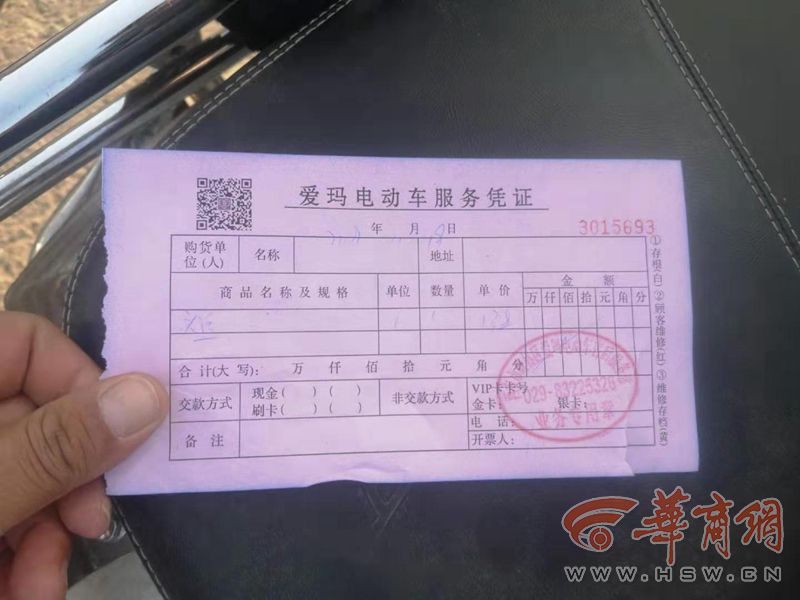 爱玛电动车服务凭证
年 月 日
3015693
购货单位(人) 名称 地址
商品名称及规格 单位 数量 单价 金额
万 仟 佰 拾 元 角 分
合计(大写): 万 仟 佰 拾 元 角 分
交款方式 现金( ) ( ) 刷卡( ) ( ) 非交款方式 VIP卡卡号 金卡: 银卡:
电话:
备注 开票人:
①存根(白) ②顾客维修(红) ③维修存档(黄)
029-83225326
业务专用章
華商網
WWW.HSW.CN